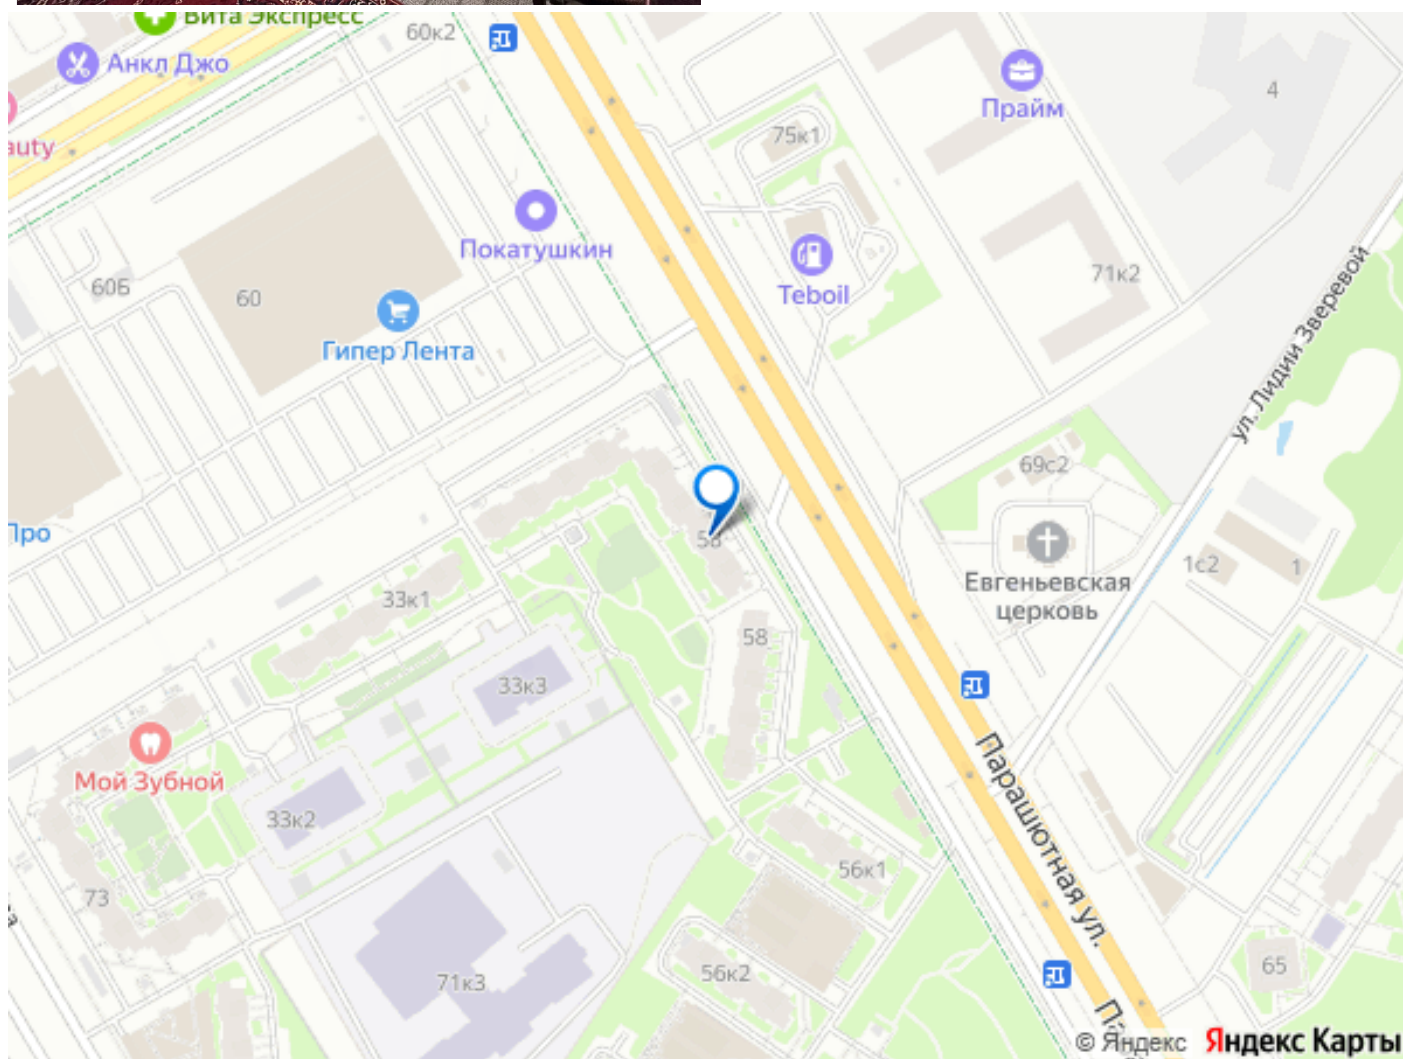 Вита Экспресс
60к2
Анкл Джо
Прайм
4
75к1
auty
Покатушкин
60Б
60
Teboil
71к2
Гипер Лента
ул. Лидии Зверевой
69с2
Про
58
Евгеньевская
церковь
1с2
1
33к1
58
33к3
Мой Зубной
33к2
Парашютная ул.
56к1
73
71к3
56к2
65
Па
© Яндекс Яндекс Карты